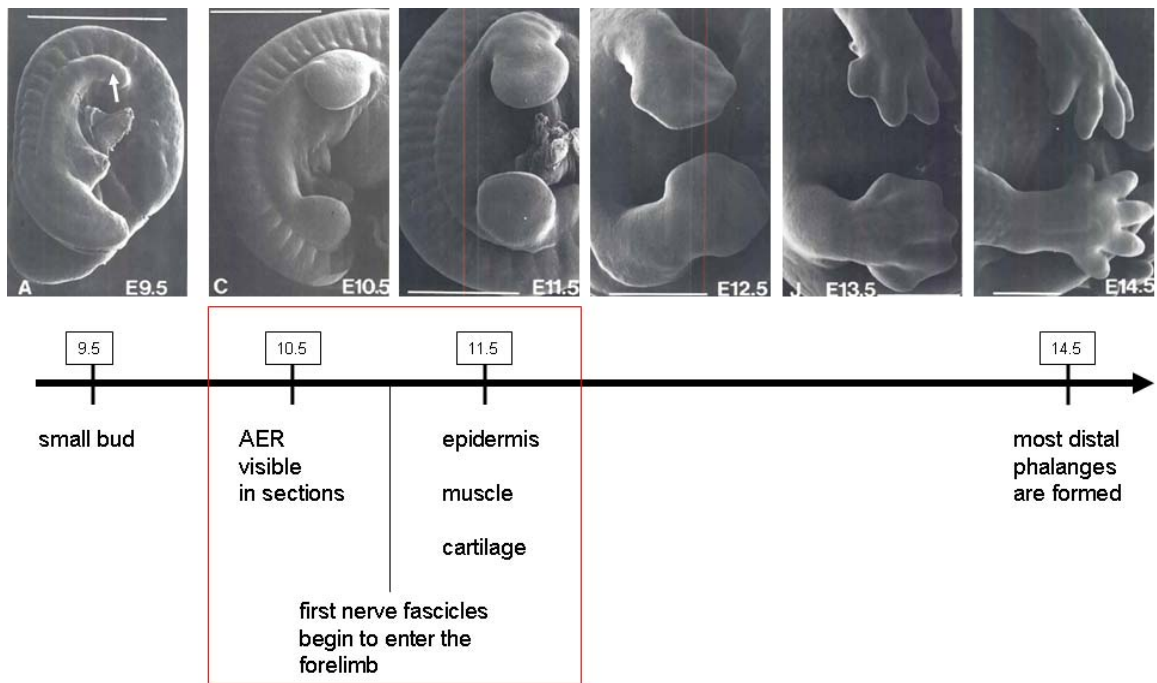 A E9.5
C E10.5
E11.5
E12.5
J E13.5
E14.5
9.5
10.5
11.5
14.5
small bud
AER
visible
in sections
epidermis
muscle
cartilage
most distal
phalanges
are formed
first nerve fascicles
begin to enter the
forelimb